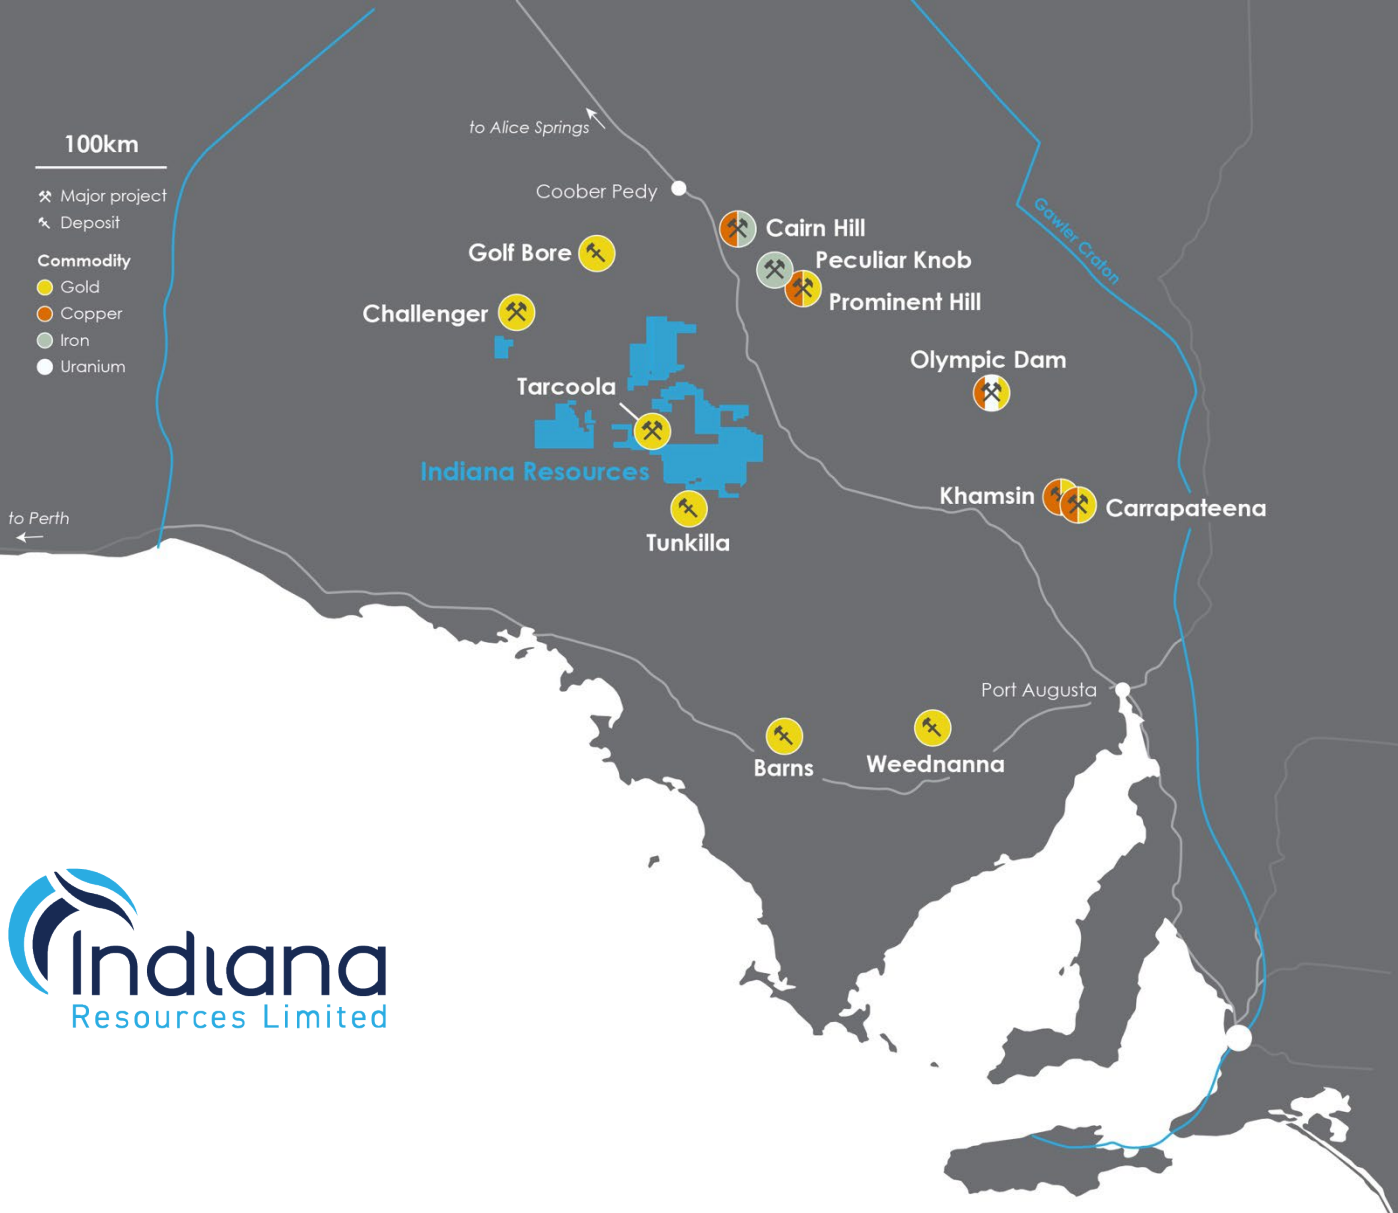 100km
Major project
Deposit
Commodity
Gold
Copper
Iron
Uranium
to Alice Springs
Coober Pedy
Cairn Hill
Golf Bore
Peculiar Knob
Prominent Hill
Challenger
Gawler Craton
Olympic Dam
Tarcoola
Indiana Resources
Khamsin
Carrapateena
to Perth
Tunkilla
Port Augusta
Barns
Weednanna
Indiana
Resources Limited